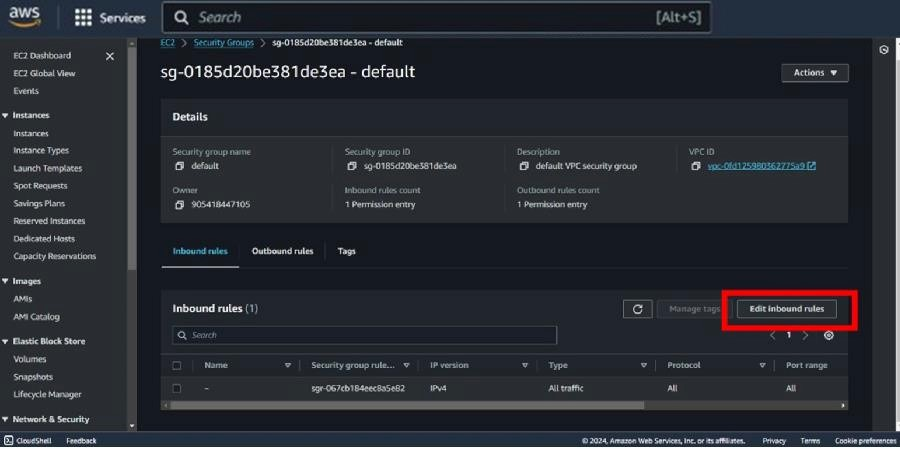 aws Services Search [Alt+S]
EC2 > Security Groups > sg-0185d20be381de3ea - default
EC2 Dashboard
EC2 Global View
Events
Instances
Instances
Instance Types
Launch Templates
Spot Requests
Savings Plans
Reserved Instances
Dedicated Hosts
Capacity Reservations
Images
AMIs
AMI Catalog
Elastic Block Store
Volumes
Snapshots
Lifecycle Manager
Network & Security
sg-0185d20be381de3ea - default
Actions
Details
Security group name Security group ID Description VPC ID
default sg-0185d20be381de3ea default VPC security group vpc-0fd125980362775a9
Owner Inbound rules count Outbound rules count
905418447105 1 Permission entry 1 Permission entry
Inbound rules Outbound rules Tags
Inbound rules (1) Manage tags Edit inbound rules
Search
< 1 >
Name Security group rule... IP version Type Protocol Port range
- sgr-067cb184eec8a5e82 IPv4 All traffic All All
CloudShell Feedback © 2024, Amazon Web Services, Inc. or its affiliates. Privacy Terms Cookie preferences